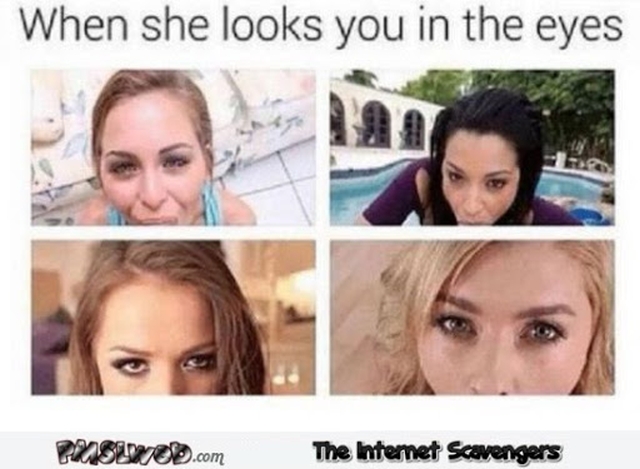 When she looks you in the eyes
PMSLweb.com
The Internet Scavengers